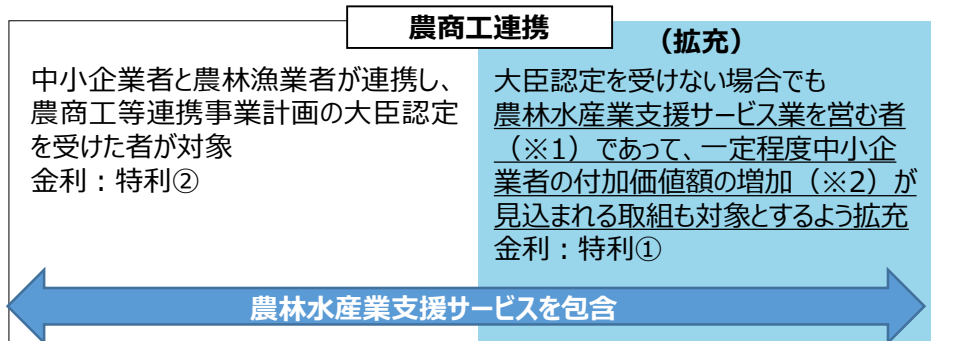 農商工連携
中小企業者と農林漁業者が連携し、
農商工等連携事業計画の大臣認定
を受けた者が対象
金利：特利②
（拡充）
大臣認定を受けない場合でも
農林水産業支援サービス業を営む者
（※1）であって、一定程度中小企
業者の付加価値額の増加（※2）が
見込まれる取組も対象とするよう拡充
金利：特利①
農林水産業支援サービスを包含